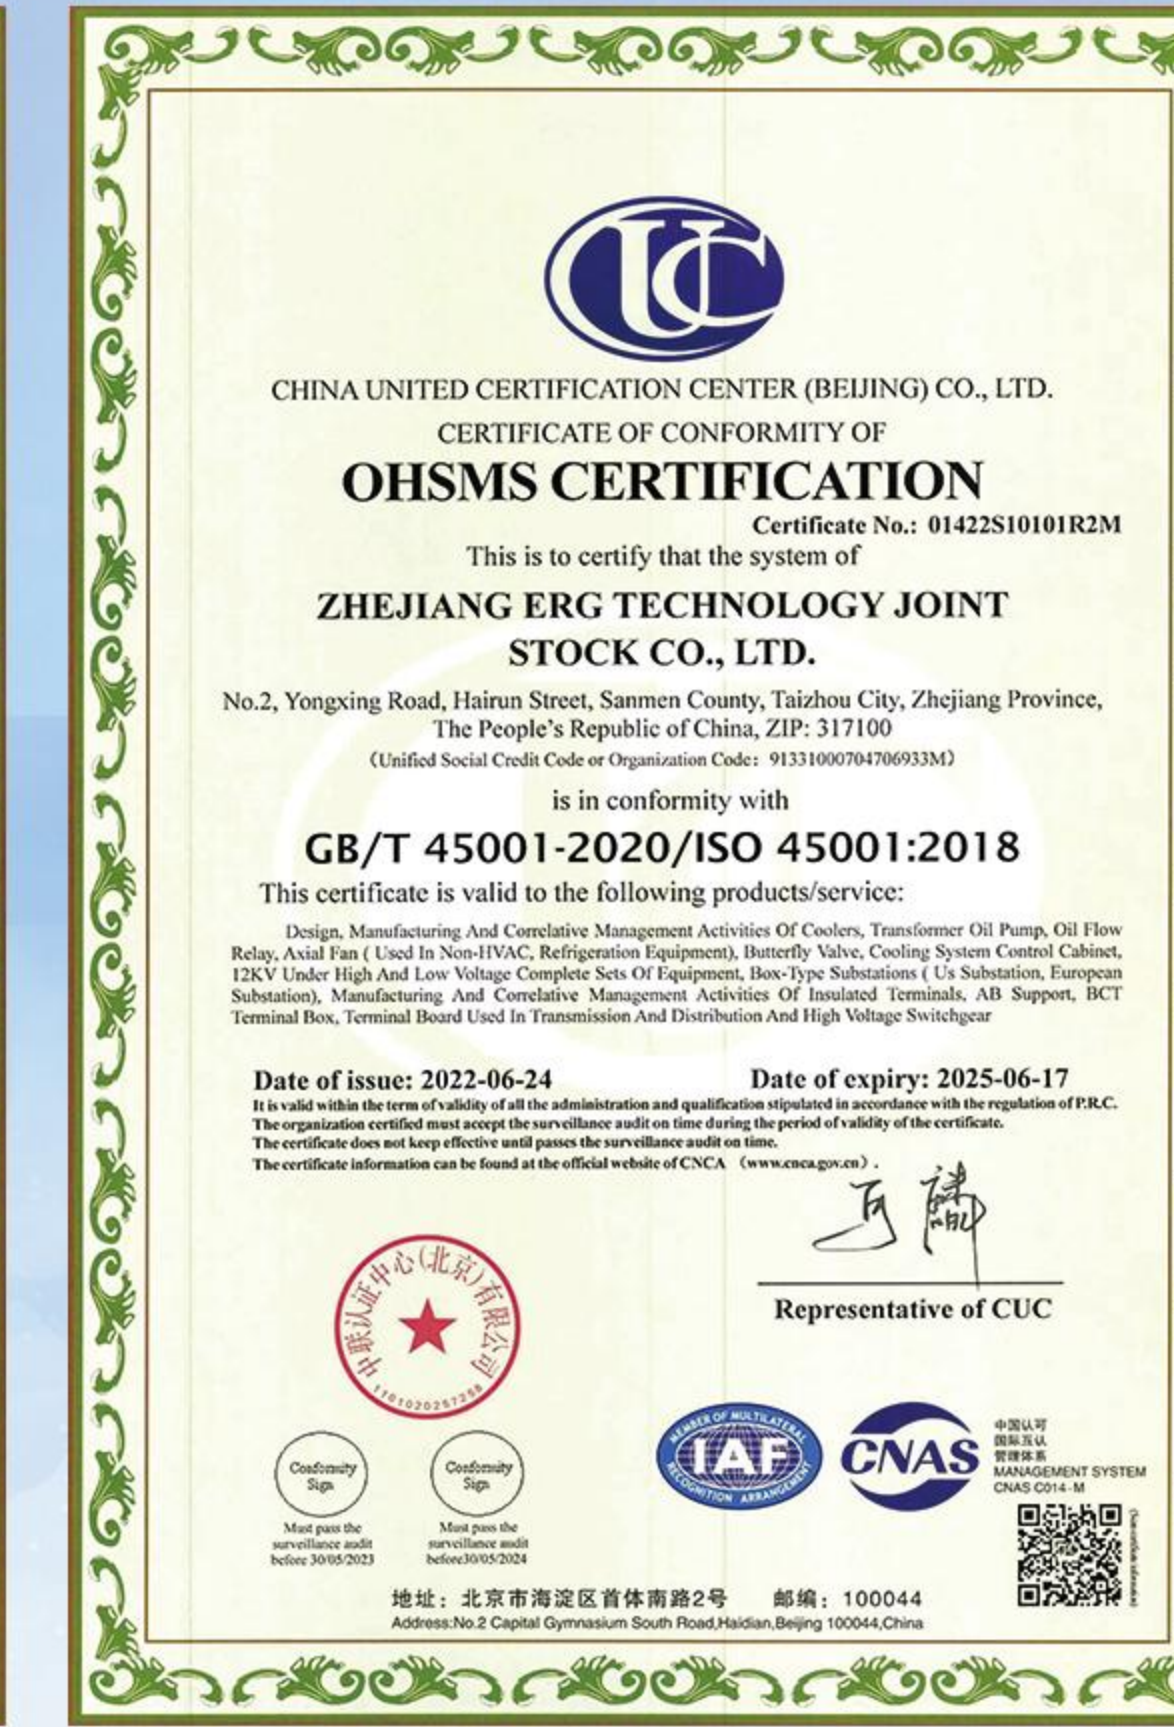 CUC
CHINA UNITED CERTIFICATION CENTER (BEIJING) CO., LTD.
CERTIFICATE OF CONFORMITY OF
OHSMS CERTIFICATION
Certificate No.: 01422S10101R2M
This is to certify that the system of
ZHEJIANG ERG TECHNOLOGY JOINT
STOCK CO., LTD.
No.2, Yongxing Road, Hairun Street, Sanmen County, Taizhou City, Zhejiang Province,
The People's Republic of China, ZIP: 317100
(Unified Social Credit Code or Organization Code: 91331000704706933M)
is in conformity with
GB/T 45001-2020/ISO 45001:2018
This certificate is valid to the following products/service:
Design, Manufacturing And Correlative Management Activities Of Coolers, Transformer Oil Pump, Oil Flow
Relay, Axial Fan ( Used In Non-HVAC, Refrigeration Equipment), Butterfly Valve, Cooling System Control Cabinet,
12KV Under High And Low Voltage Complete Sets Of Equipment, Box-Type Substations ( Us Substation, European
Substation), Manufacturing And Correlative Management Activities Of Insulated Terminals, AB Support, BCT
Terminal Box, Terminal Board Used In Transmission And Distribution And High Voltage Switchgear
Date of issue: 2022-06-24 Date of expiry: 2025-06-17
It is valid within the term of validity of all the administration and qualification stipulated in accordance with the regulation of P.R.C.
The organization certified must accept the surveillance audit on time during the period of validity of the certificate.
The certificate does not keep effective until passes the surveillance audit on time.
The certificate information can be found at the official website of CNCA （www.cnca.gov.cn）.
Representative of CUC
中联认证中心(北京)有限公司
1101020257258
Conformity
Sign
Must pass the
surveillance audit
before 30/05/2023
Conformity
Sign
Must pass the
surveillance audit
before30/05/2024
MEMBER OF MULTILATERAL
IAF
RECOGNITION ARRANGEMENT
CNAS
中国认可
国际互认
管理体系
MANAGEMENT SYSTEM
CNAS C014-M
地址：北京市海淀区首体南路2号 邮编：100044
Address:No.2 Capital Gymnasium South Road,Haidian,Beijing 100044,China